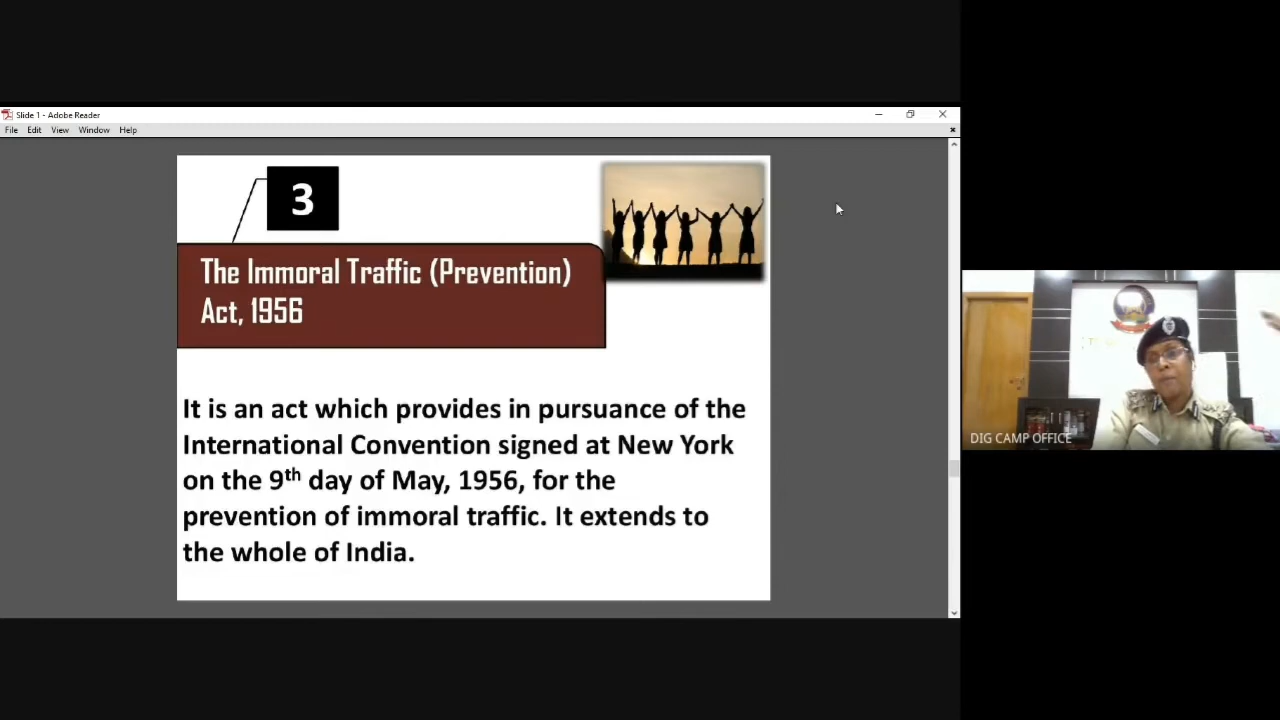 Slide 1 - Adobe Reader
File Edit View Window Help
3
The Immoral Traffic (Prevention)
Act, 1956
It is an act which provides in pursuance of the
International Convention signed at New York
on the 9th day of May, 1956, for the
prevention of immoral traffic. It extends to
the whole of India.
DIG CAMP OFFICE